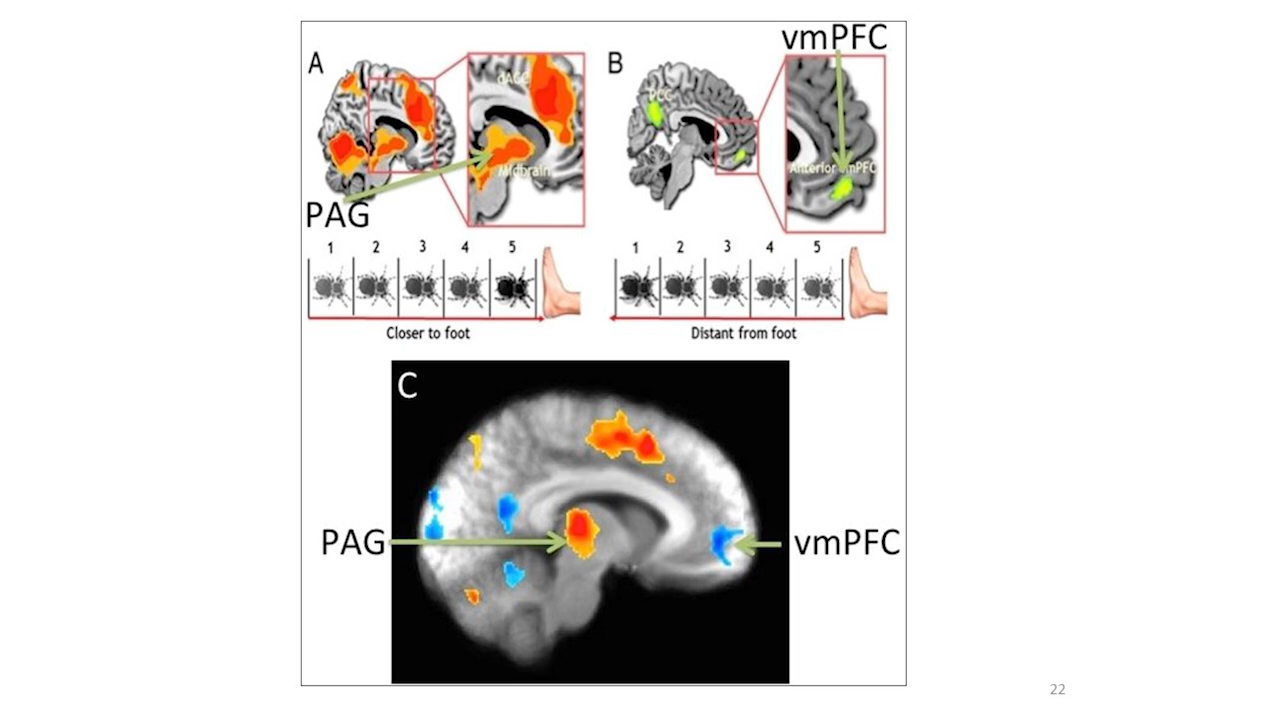 vmPFC
A
B
dACC
PCC
Midbrain
Anterior vmPFC
PAG
1 2 3 4 5
1 2 3 4 5
Closer to foot
Distant from foot
C
PAG
vmPFC
22